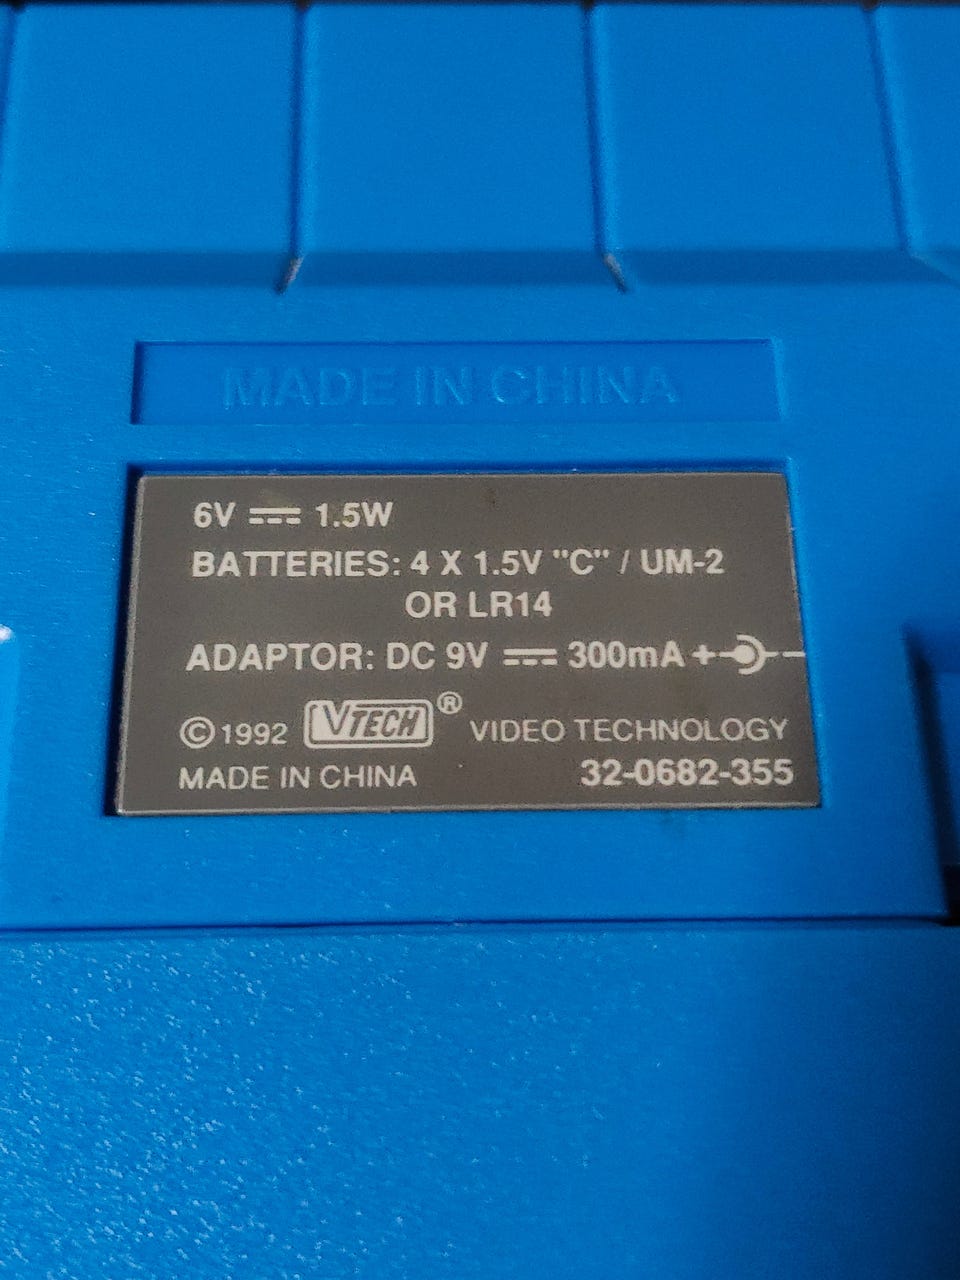 MADE IN CHINA
6V ⎓ 1.5W
BATTERIES: 4 X 1.5V "C" / UM-2
OR LR14
ADAPTOR: DC 9V ⎓ 300mA + -
© 1992 VTECH ® VIDEO TECHNOLOGY
MADE IN CHINA 32-0682-355